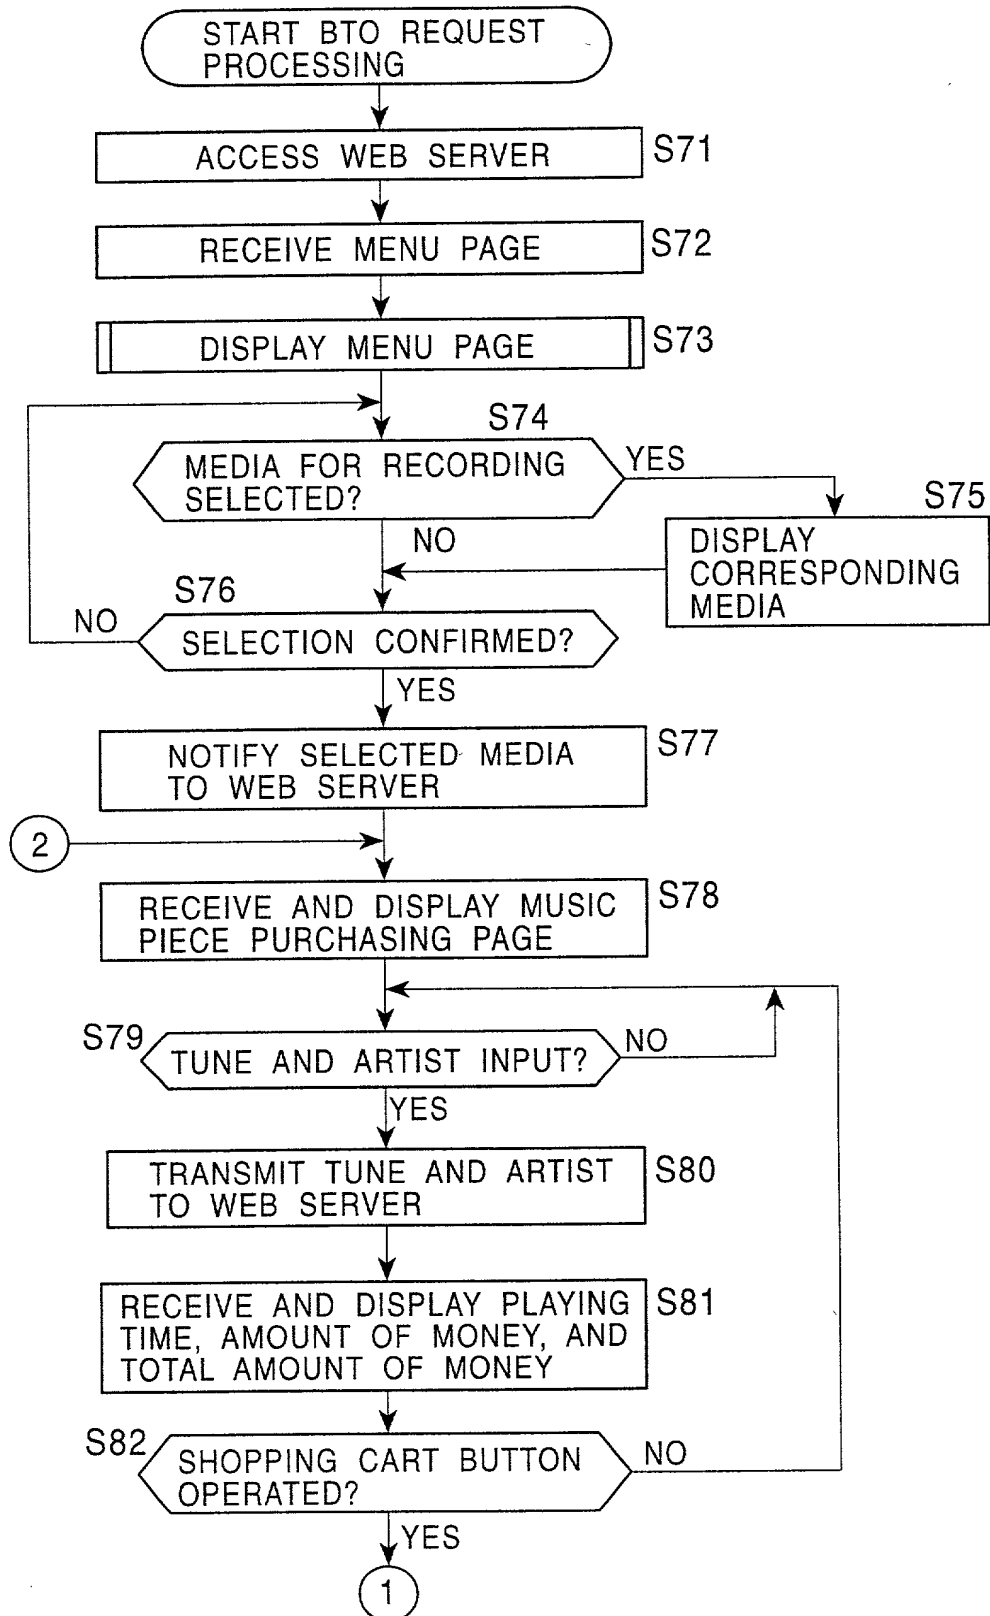 START BTO REQUEST
PROCESSING
ACCESS WEB SERVER
S71
RECEIVE MENU PAGE
S72
DISPLAY MENU PAGE
S73
S74
MEDIA FOR RECORDING
SELECTED?
YES
NO
S75
DISPLAY
CORRESPONDING
MEDIA
S76
NO
SELECTION CONFIRMED?
YES
NOTIFY SELECTED MEDIA
TO WEB SERVER
S77
2
RECEIVE AND DISPLAY MUSIC
PIECE PURCHASING PAGE
S78
S79
TUNE AND ARTIST INPUT?
NO
YES
TRANSMIT TUNE AND ARTIST
TO WEB SERVER
S80
RECEIVE AND DISPLAY PLAYING
TIME, AMOUNT OF MONEY, AND
TOTAL AMOUNT OF MONEY
S81
S82
SHOPPING CART BUTTON
OPERATED?
NO
YES
1